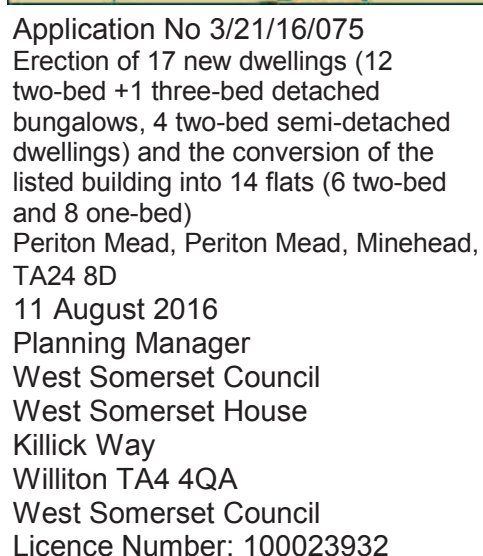 Application No 3/21/16/075
Erection of 17 new dwellings (12
two-bed +1 three-bed detached
bungalows, 4 two-bed semi-detached
dwellings) and the conversion of the
listed building into 14 flats (6 two-bed
and 8 one-bed)
Periton Mead, Periton Mead, Minehead,
TA24 8D
11 August 2016
Planning Manager
West Somerset Council
West Somerset House
Killick Way
Williton TA4 4QA
West Somerset Council
Licence Number: 100023932